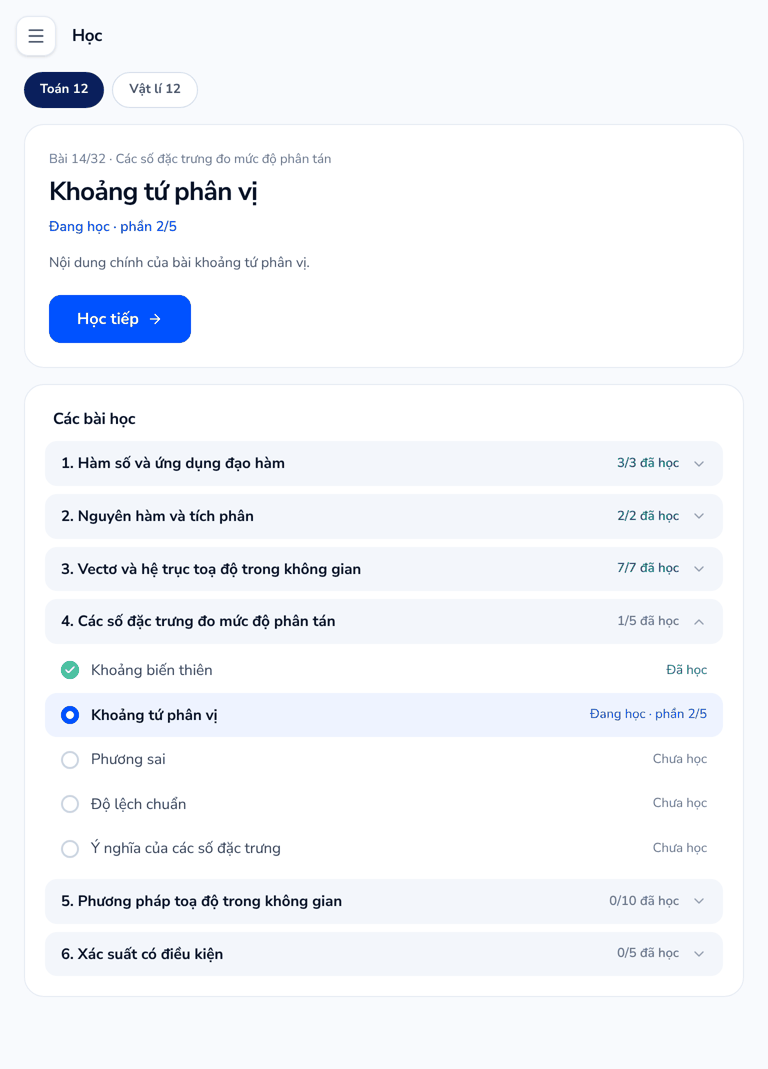 Học
Toán 12
Vật lí 12
Bài 14/32 · Các số đặc trưng đo mức độ phân tán
Khoảng tứ phân vị
Đang học · phần 2/5
Nội dung chính của bài khoảng tứ phân vị.
Học tiếp →
Các bài học
1. Hàm số và ứng dụng đạo hàm 3/3 đã học
2. Nguyên hàm và tích phân 2/2 đã học
3. Vectơ và hệ trục toạ độ trong không gian 7/7 đã học
4. Các số đặc trưng đo mức độ phân tán 1/5 đã học
Khoảng biến thiên Đã học
Khoảng tứ phân vị Đang học · phần 2/5
Phương sai Chưa học
Độ lệch chuẩn Chưa học
Ý nghĩa của các số đặc trưng Chưa học
5. Phương pháp toạ độ trong không gian 0/10 đã học
6. Xác suất có điều kiện 0/5 đã học